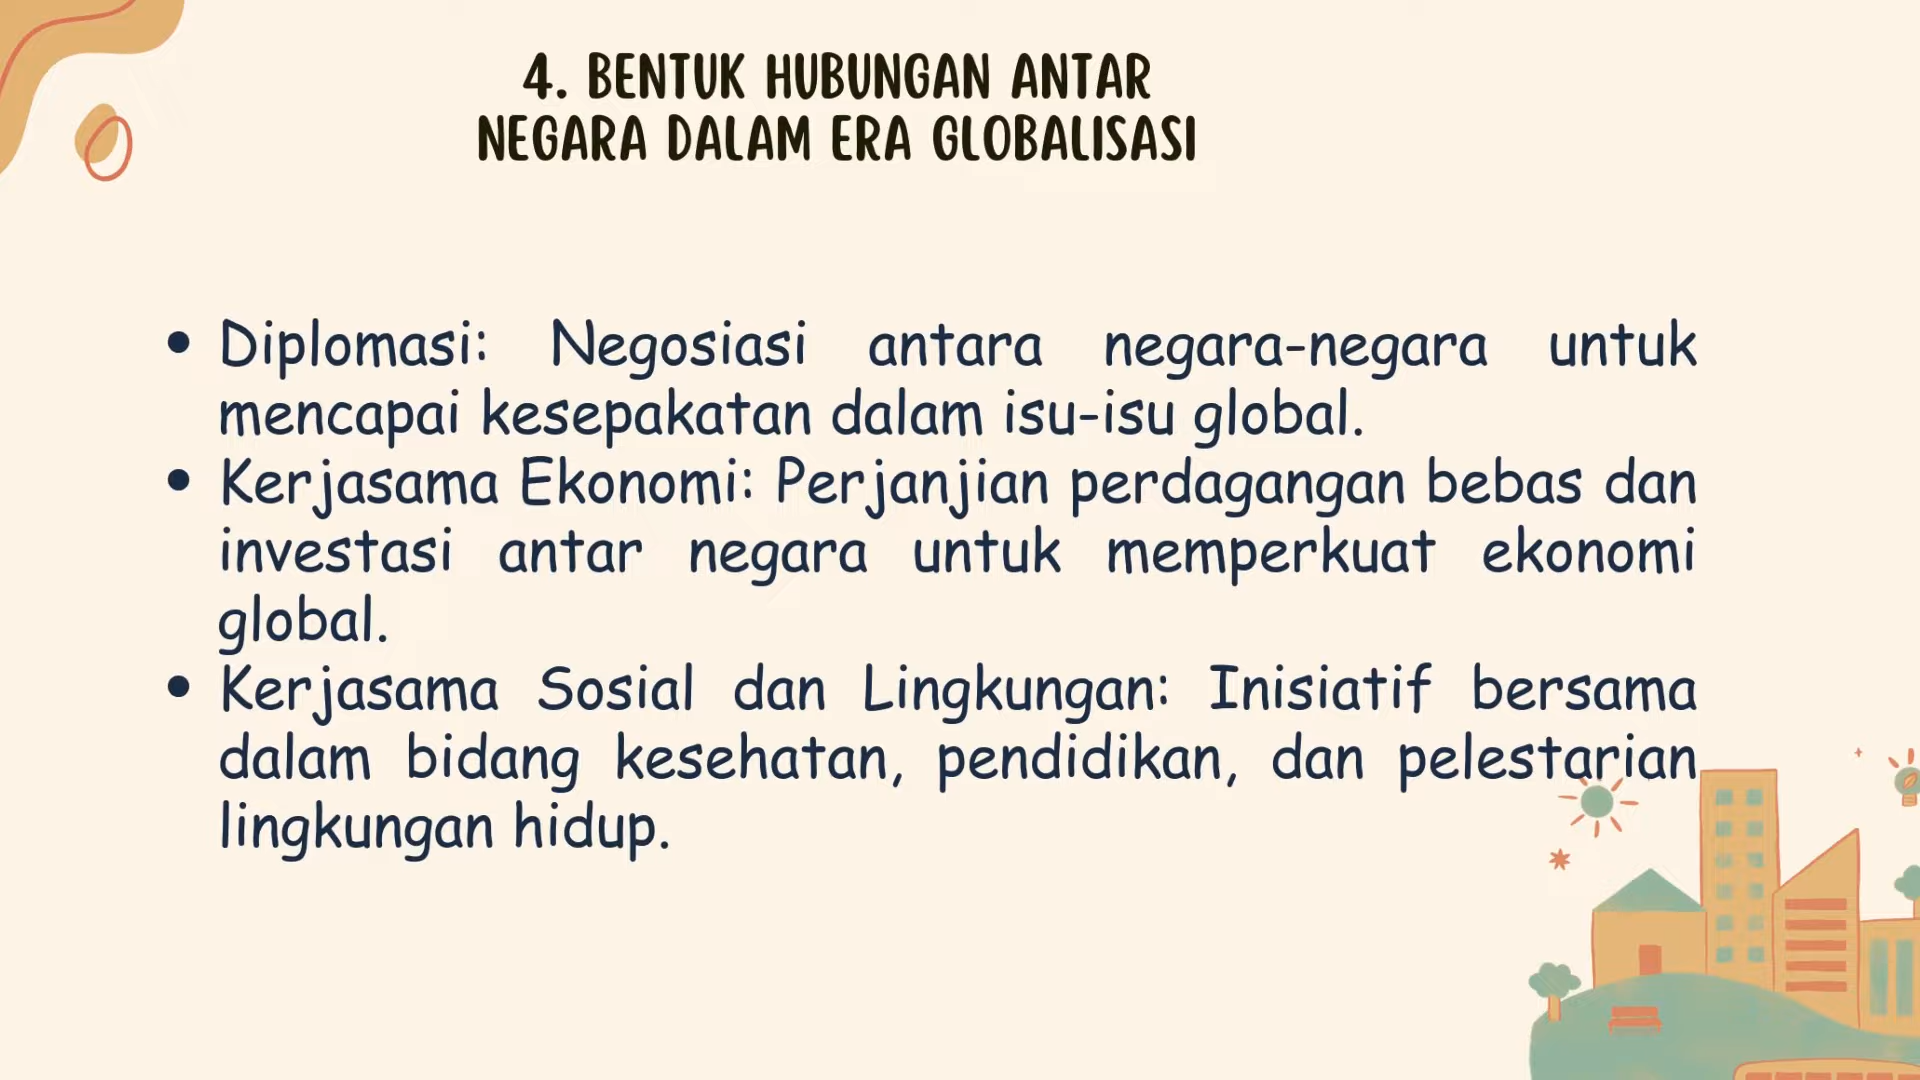 4. BENTUK HUBUNGAN ANTAR
NEGARA DALAM ERA GLOBALISASI
• Diplomasi: Negosiasi antara negara-negara untuk
mencapai kesepakatan dalam isu-isu global.
• Kerjasama Ekonomi: Perjanjian perdagangan bebas dan
investasi antar negara untuk memperkuat ekonomi
global.
• Kerjasama Sosial dan Lingkungan: Inisiatif bersama
dalam bidang kesehatan, pendidikan, dan pelestarian
lingkungan hidup.